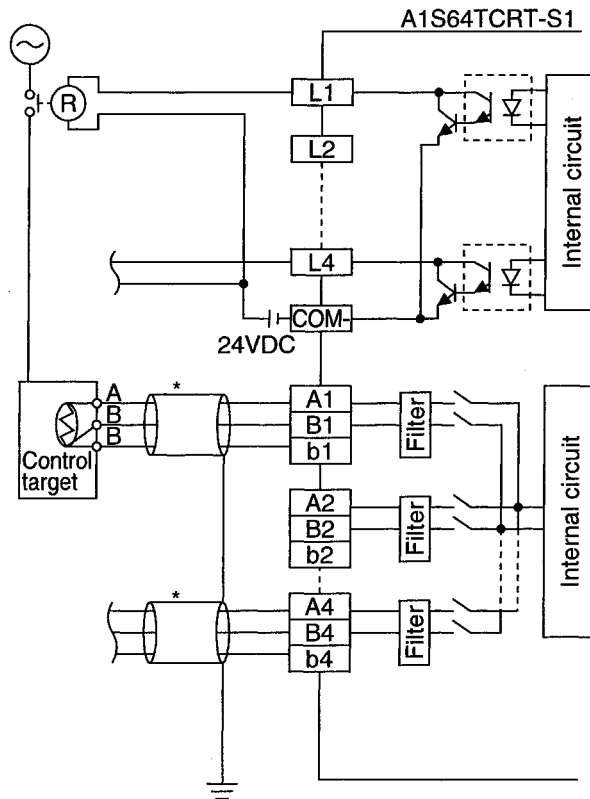 A1S64TCRT-S1
R
L1
L2
L4
COM-
24VDC
Internal circuit
A
B
B
*
Control
target
A1
B1
b1
Filter
A2
B2
b2
Filter
Internal circuit
*
A4
B4
b4
Filter